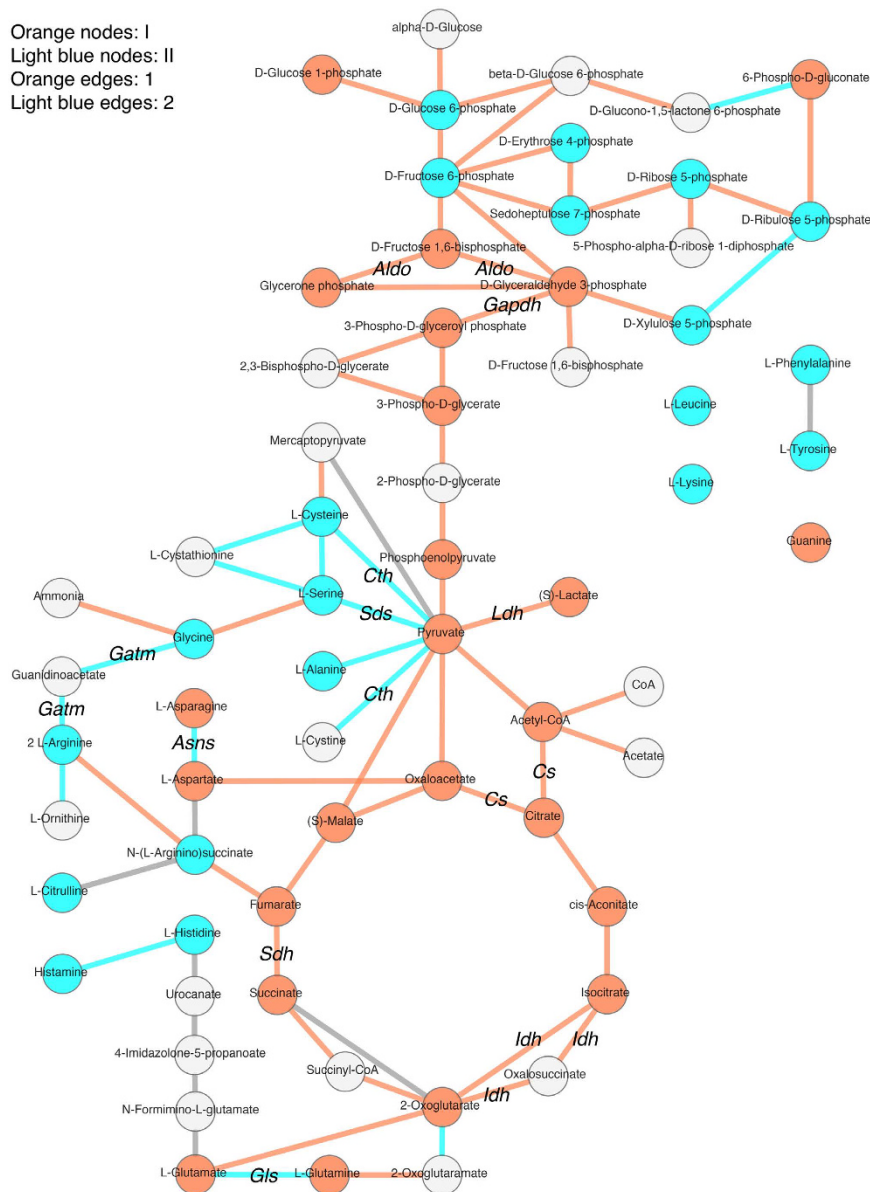 Orange nodes: I
Light blue nodes: II
Orange edges: 1
Light blue edges: 2
alpha-D-Glucose
D-Glucose 1-phosphate
beta-D-Glucose 6-phosphate
6-Phospho-D-gluconate
D-Glucose 6-phosphate
D-Glucono-1,5-lactone 6-phosphate
D-Erythrose 4-phosphate
D-Fructose 6-phosphate
D-Ribose 5-phosphate
Sedoheptulose 7-phosphate
D-Ribulose 5-phosphate
D-Fructose 1,6-bisphosphate
5-Phospho-alpha-D-ribose 1-diphosphate
Aldo
Aldo
Glycerone phosphate
D-Glyceraldehyde 3-phosphate
Gapdh
3-Phospho-D-glyceroyl phosphate
D-Xylulose 5-phosphate
2,3-Bisphospho-D-glycerate
D-Fructose 1,6-bisphosphate
L-Phenylalanine
3-Phospho-D-glycerate
L-Leucine
Mercaptopyruvate
L-Tyrosine
2-Phospho-D-glycerate
L-Lysine
L-Cysteine
Guanine
L-Cystathionine
Phosphoenolpyruvate
Cth
Ammonia
L-Serine
(S)-Lactate
Sds
Ldh
Glycine
Pyruvate
Gatm
Guanidinoacetate
L-Alanine
CoA
Cth
L-Asparagine
Gatm
Acetyl-CoA
2 L-Arginine
L-Cystine
Acetate
Asns
L-Aspartate
Oxaloacetate
Cs
Cs
L-Ornithine
(S)-Malate
Citrate
N-(L-Arginino)succinate
L-Citrulline
Fumarate
cis-Aconitate
L-Histidine
Sdh
Histamine
Urocanate
Succinate
Isocitrate
Idh
Idh
4-Imidazolone-5-propanoate
Succinyl-CoA
Oxalosuccinate
Idh
N-Formimino-L-glutamate
2-Oxoglutarate
L-Glutamate
Gls
L-Glutamine
2-Oxoglutaramate